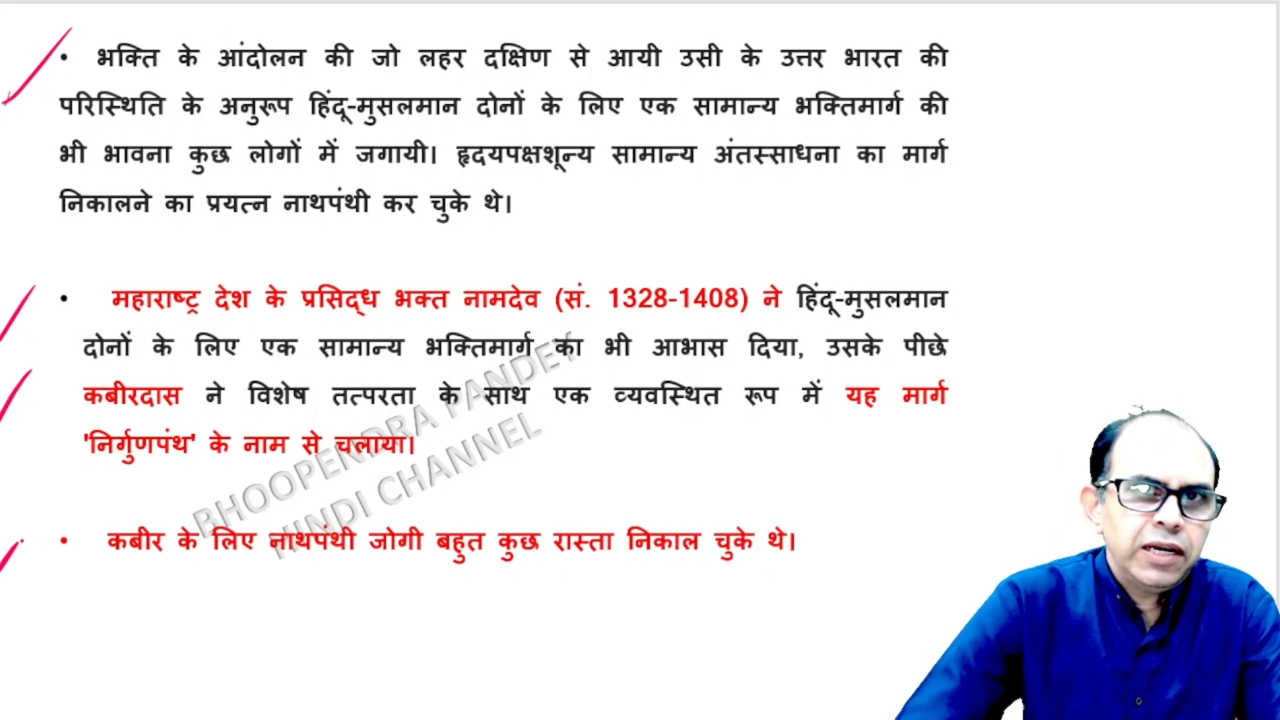 • भक्ति के आंदोलन की जो लहर दक्षिण से आयी उसी के उत्तर भारत की
परिस्थिति के अनुरूप हिंदू-मुसलमान दोनों के लिए एक सामान्य भक्तिमार्ग की
भी भावना कुछ लोगों में जगायी। हृदयपक्षशून्य सामान्य अंतस्साधना का मार्ग
निकालने का प्रयत्न नाथपंथी कर चुके थे।
• महाराष्ट्र देश के प्रसिद्ध भक्त नामदेव (सं. 1328-1408) ने हिंदू-मुसलमान
दोनों के लिए एक सामान्य भक्तिमार्ग का भी आभास दिया, उसके पीछे
कबीरदास ने विशेष तत्परता के साथ एक व्यवस्थित रूप में यह मार्ग
'निर्गुणपंथ' के नाम से चलाया।
• कबीर के लिए नाथपंथी जोगी बहुत कुछ रास्ता निकाल चुके थे।
BHOOPENDRA PANDEY
HINDI CHANNEL